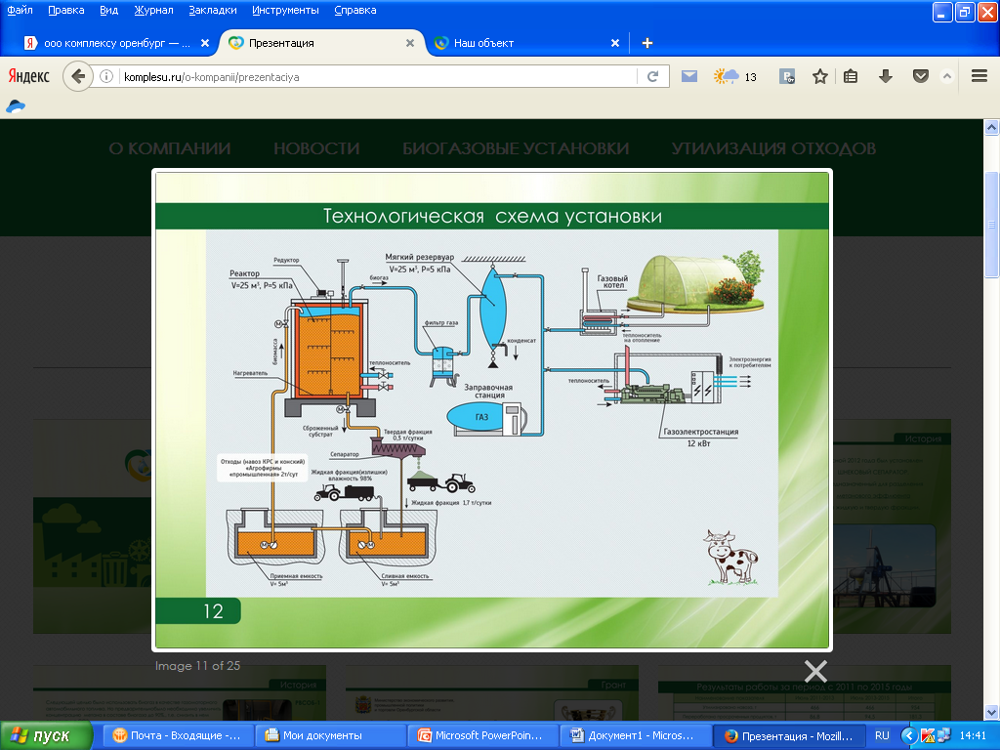 Файл Правка Вид Журнал Закладки Инструменты Справка
Я ооо комплексу оренбург — ...
Презентация
Наш объект
Яндекс
komplesu.ru/o-kompanii/prezentaciya
13
О КОМПАНИИ НОВОСТИ БИОГАЗОВЫЕ УСТАНОВКИ УТИЛИЗАЦИЯ ОТХОДОВ
Технологическая схема установки
Редуктор
Реактор
V=25 м³, P=5 кПа
биогаз
Мягкий резервуар
V=25 м³, P=5 кПа
Газовый
котел
фильтр газа
конденсат
теплоноситель
на отопление
биомасса
Нагреватель
теплоноситель
Заправочная
станция
ГАЗ
теплоноситель
Электроэнергия
к потребителям
Газоэлектростанция
12 кВт
Сброженный
субстрат
Твердая фракция
0,3 т/сутки
Сепаратор
Отходы (навоз КРС и конский)
«Агрофирмы
«промышленная» 2т/сут
Жидкая фракция(излишки)
влажность 98%
Жидкая фракция 1,7 т/сутки
М
М
М
М
Приемная емкость
V= 5м³
Сливная емкость
V= 5м³
12
Image 11 of 25
История
История
Грант
Результаты работы за период с 2011 по 2015 годы
пуск
Почта - Входящие -...
Мои документы
Microsoft PowerPoin...
Документ1 - Micros...
Презентация - Mozill...
RU
14:41